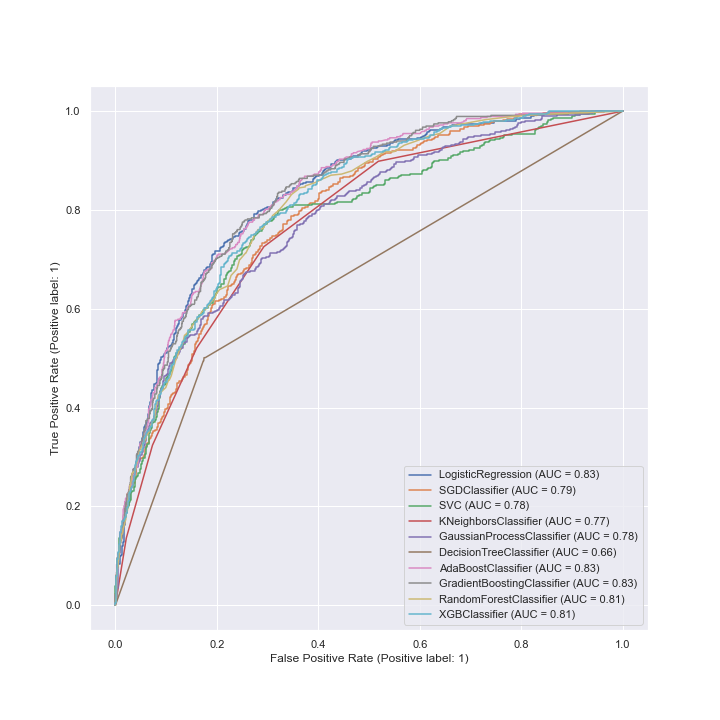 1.0
0.8
0.6
0.4
0.2
0.0
True Positive Rate (Positive label: 1)
LogisticRegression (AUC = 0.83)
SGDClassifier (AUC = 0.79)
SVC (AUC = 0.78)
KNeighborsClassifier (AUC = 0.77)
GaussianProcessClassifier (AUC = 0.78)
DecisionTreeClassifier (AUC = 0.66)
AdaBoostClassifier (AUC = 0.83)
GradientBoostingClassifier (AUC = 0.83)
RandomForestClassifier (AUC = 0.81)
XGBClassifier (AUC = 0.81)
0.0 0.2 0.4 0.6 0.8 1.0
False Positive Rate (Positive label: 1)